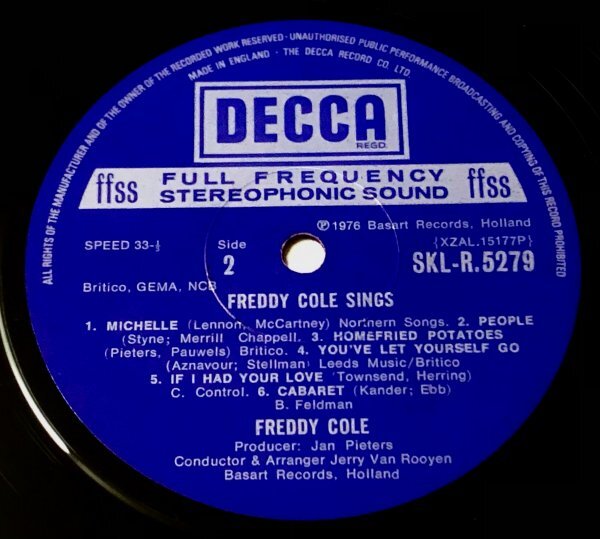 ALL RIGHTS OF THE MANUFACTURER AND OF THE OWNER OF THE RECORDED WORK RESERVED · UNAUTHORISED PUBLIC PERFORMANCE BROADCASTING AND COPYING OF THIS RECORD PROHIBITED
MADE IN ENGLAND · THE DECCA RECORD CO. LTD.
DECCA
REGD.
ffss FULL FREQUENCY ffss
STEREOPHONIC SOUND
℗ 1976 Basart Records, Holland
SPEED 33-⅓ Side {XZAL.15177P}
2 SKL-R.5279
Britico, GEMA, NCB
FREDDY COLE SINGS
1. MICHELLE (Lennon, McCartney) Northern Songs. 2. PEOPLE
(Styne; Merrill Chappell. 3. HOMEFRIED POTATOES
(Pieters, Pauwels) Britico. 4. YOU'VE LET YOURSELF GO
(Aznavour; Stellman) Leeds Music/Britico
5. IF I HAD YOUR LOVE 'Townsend, Herring)
C. Control. 6. CABARET (Kander; Ebb)
B. Feldman
FREDDY COLE
Producer: Jan Pieters
Conductor & Arranger Jerry Van Rooyen
Basart Records, Holland